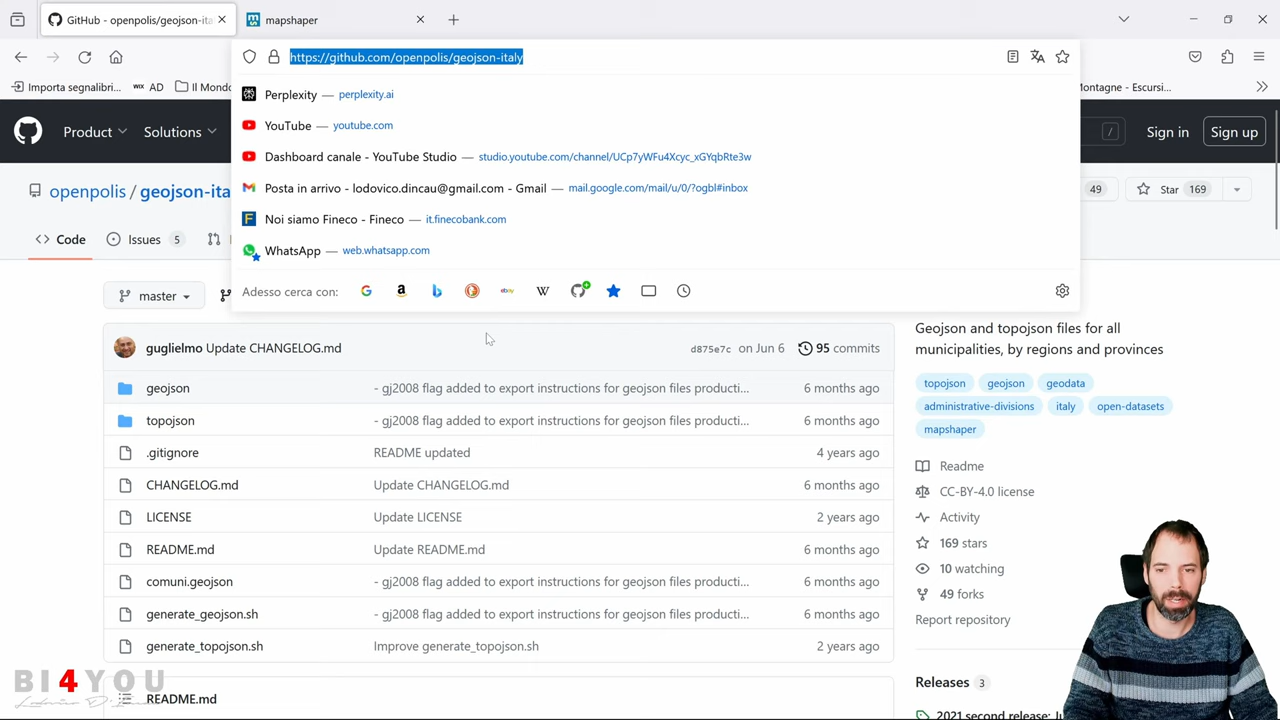 GitHub - openpolis/geojson-ita
mapshaper
https://github.com/openpolis/geojson-italy
Importa segnalibri...
WIX AD
Il Mondo
Montagne - Escursi...
Perplexity — perplexity.ai
YouTube — youtube.com
Dashboard canale - YouTube Studio — studio.youtube.com/channel/UCp7yWFu4Xcyc_xGYqbRte3w
Posta in arrivo - lodovico.dincau@gmail.com - Gmail — mail.google.com/mail/u/0/?ogbl#inbox
Noi siamo Fineco - Fineco — it.finecobank.com
WhatsApp — web.whatsapp.com
Adesso cerca con:
Product
Solutions
/
Sign in
Sign up
openpolis / geojson-ita
49
Star 169
Code
Issues 5
master
guglielmo Update CHANGELOG.md
d875e7c on Jun 6
95 commits
geojson
- gj2008 flag added to export instructions for geojson files producti...
6 months ago
topojson
- gj2008 flag added to export instructions for geojson files producti...
6 months ago
.gitignore
README updated
4 years ago
CHANGELOG.md
Update CHANGELOG.md
6 months ago
LICENSE
Update LICENSE
2 years ago
README.md
Update README.md
6 months ago
comuni.geojson
- gj2008 flag added to export instructions for geojson files producti...
6 months ago
generate_geojson.sh
- gj2008 flag added to export instructions for geojson files producti...
6 months ago
generate_topojson.sh
Improve generate_topojson.sh
2 years ago
README.md
Geojson and topojson files for all
municipalities, by regions and provinces
topojson
geojson
geodata
administrative-divisions
italy
open-datasets
mapshaper
Readme
CC-BY-4.0 license
Activity
169 stars
10 watching
49 forks
Report repository
Releases 3
BI4YOU